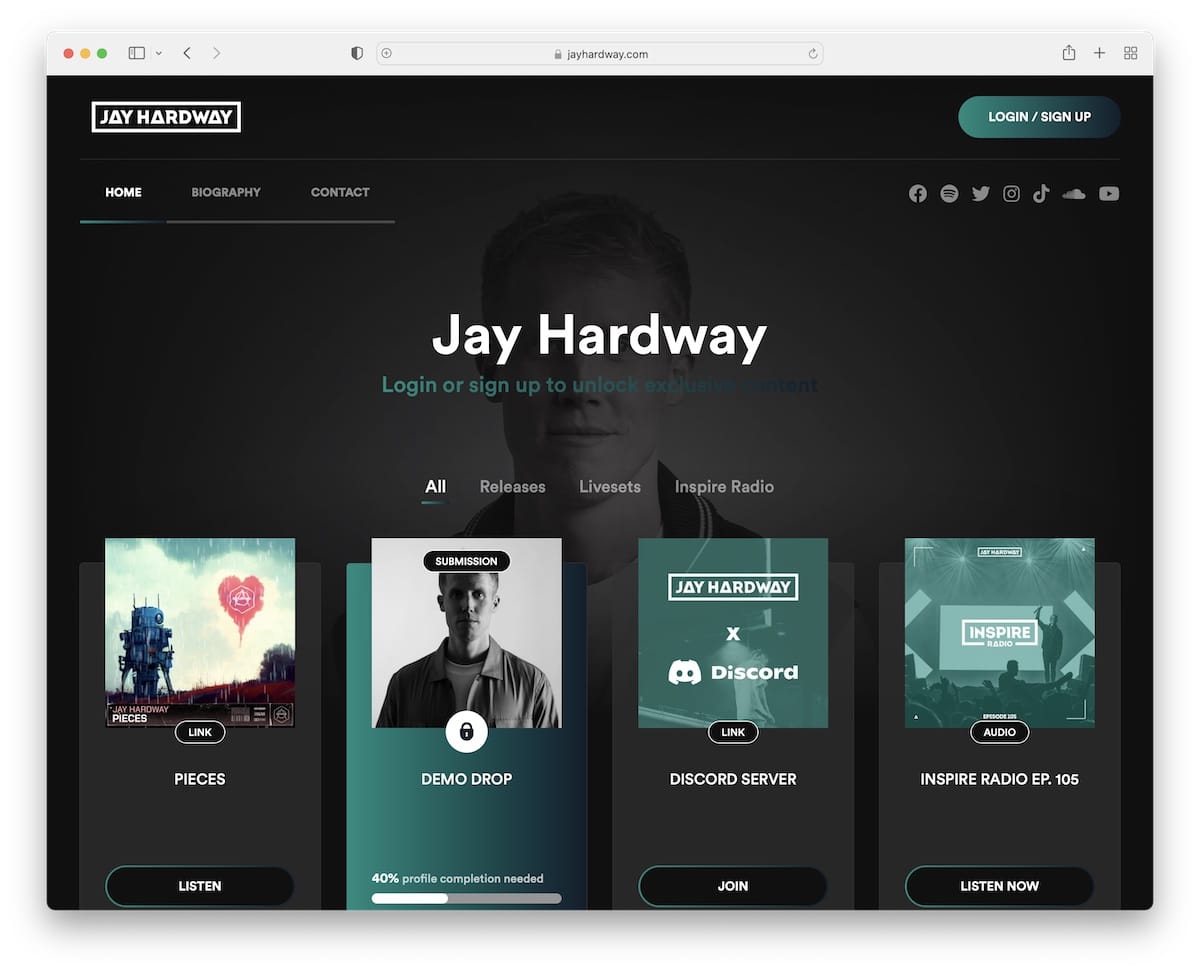 jayhardway.com
JAY HARDWAY
LOGIN / SIGN UP
HOME
BIOGRAPHY
CONTACT
Jay Hardway
Login or sign up to unlock exclusive content
All
Releases
Livesets
Inspire Radio
JAY HARDWAY
PIECES
LINK
PIECES
LISTEN
SUBMISSION
DEMO DROP
40% profile completion needed
JAY HARDWAY
X
Discord
LINK
DISCORD SERVER
JOIN
JAY HARDWAY
INSPIRE
RADIO
EPISODE 105
AUDIO
INSPIRE RADIO EP. 105
LISTEN NOW